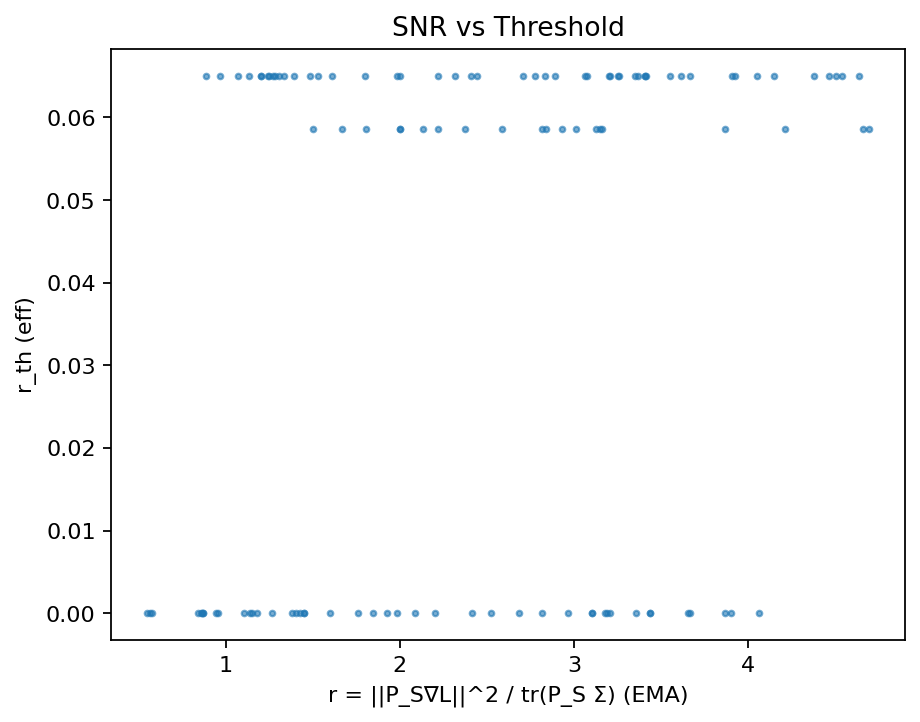 SNR vs Threshold
r_th (eff)
0.06
0.05
0.04
0.03
0.02
0.01
0.00
1 2 3 4
r = ||P_S∇L||^2 / tr(P_S Σ) (EMA)